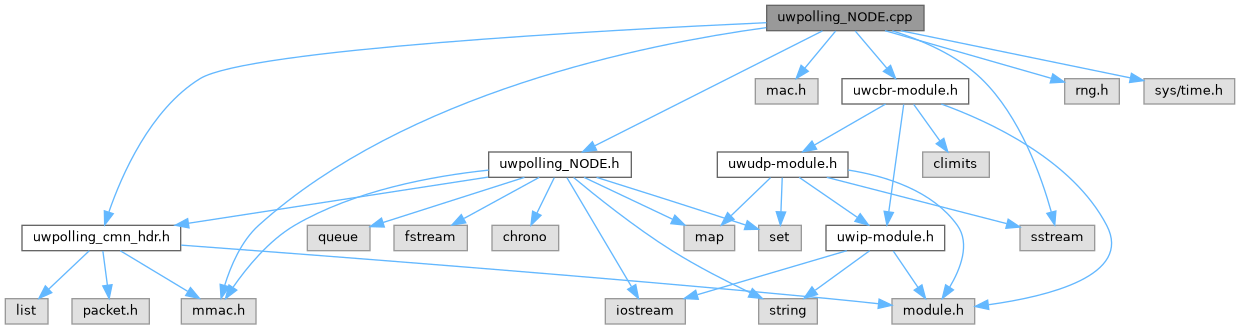 uwpolling_NODE.cpp
mac.h
uwcbr-module.h
rng.h
sys/time.h
uwpolling_NODE.h
uwudp-module.h
climits
uwpolling_cmn_hdr.h
queue
fstream
chrono
map
set
uwip-module.h
sstream
list
packet.h
mmac.h
iostream
string
module.h